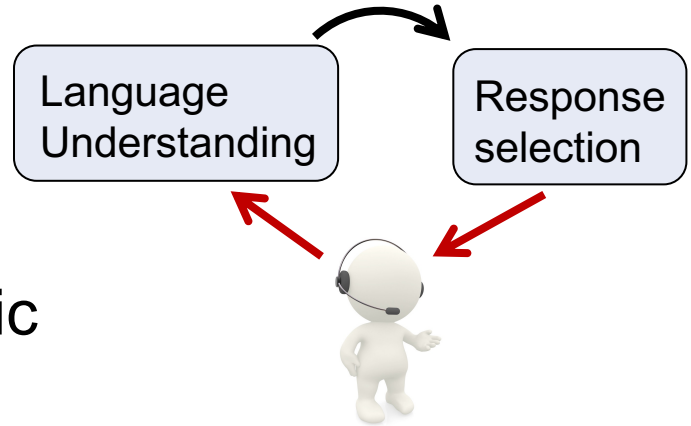 Language
Understanding
Response
selection
ic